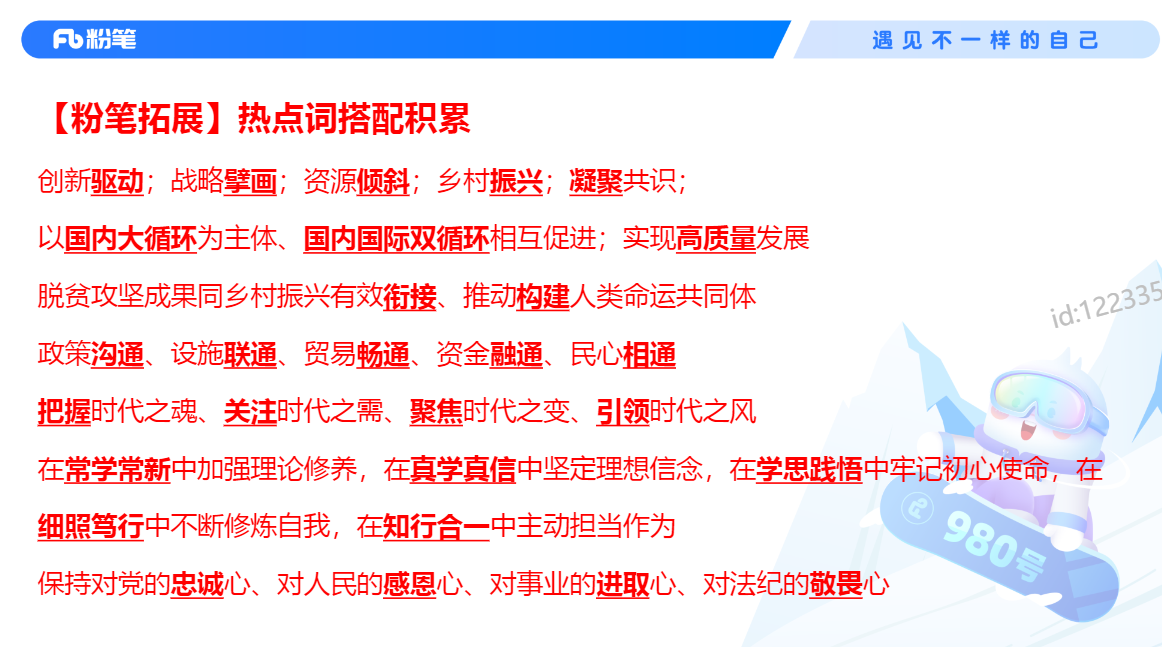 粉笔
遇见不一样的自己
【粉笔拓展】热点词搭配积累
创新驱动；战略擘画；资源倾斜；乡村振兴；凝聚共识；
以国内大循环为主体、国内国际双循环相互促进；实现高质量发展
脱贫攻坚成果同乡村振兴有效衔接、推动构建人类命运共同体
id:122335
政策沟通、设施联通、贸易畅通、资金融通、民心相通
把握时代之魂、关注时代之需、聚焦时代之变、引领时代之风
在常学常新中加强理论修养，在真学真信中坚定理想信念，在学思践悟中牢记初心使命，在
细照笃行中不断修炼自我，在知行合一中主动担当作为
980号
保持对党的忠诚心、对人民的感恩心、对事业的进取心、对法纪的敬畏心